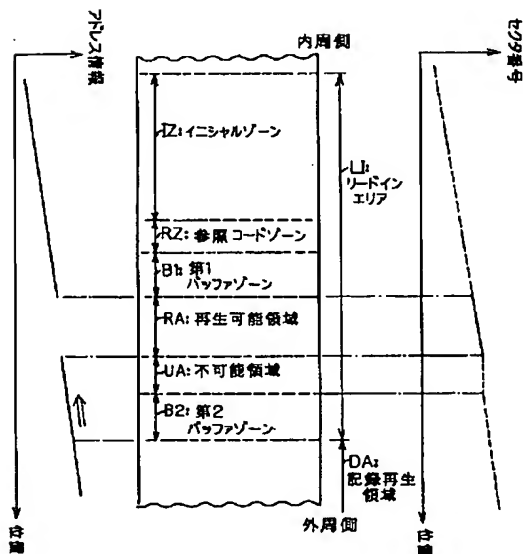 アドレス情報
内周側
セクタ番号
IZ:イニシャルゾーン
LI:
リードイン
エリア
RZ:参照コードゾーン
B1:第1
バッファゾーン
RA:再生可能領域
UA:不可能領域
B2:第2
バッファゾーン
DA:
記録再生
領域
外周側
位置
位置